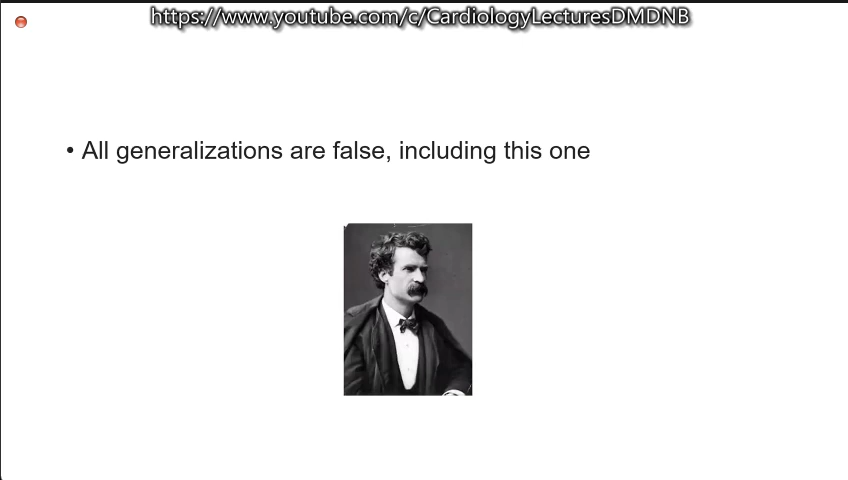 https://www.youtube.com/c/CardiologyLecturesDMDNB
• All generalizations are false, including this one